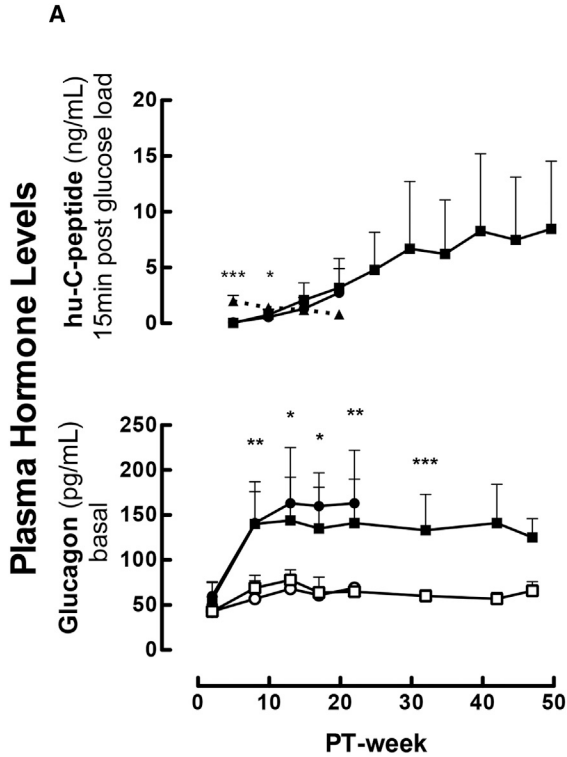 A
Plasma Hormone Levels
hu-C-peptide (ng/mL)
15min post glucose load
20
15
10
5
0
*** *
Glucagon (pg/mL)
basal
250
200
150
100
50
0
** * * ** ***
0 10 20 30 40 50
PT-week